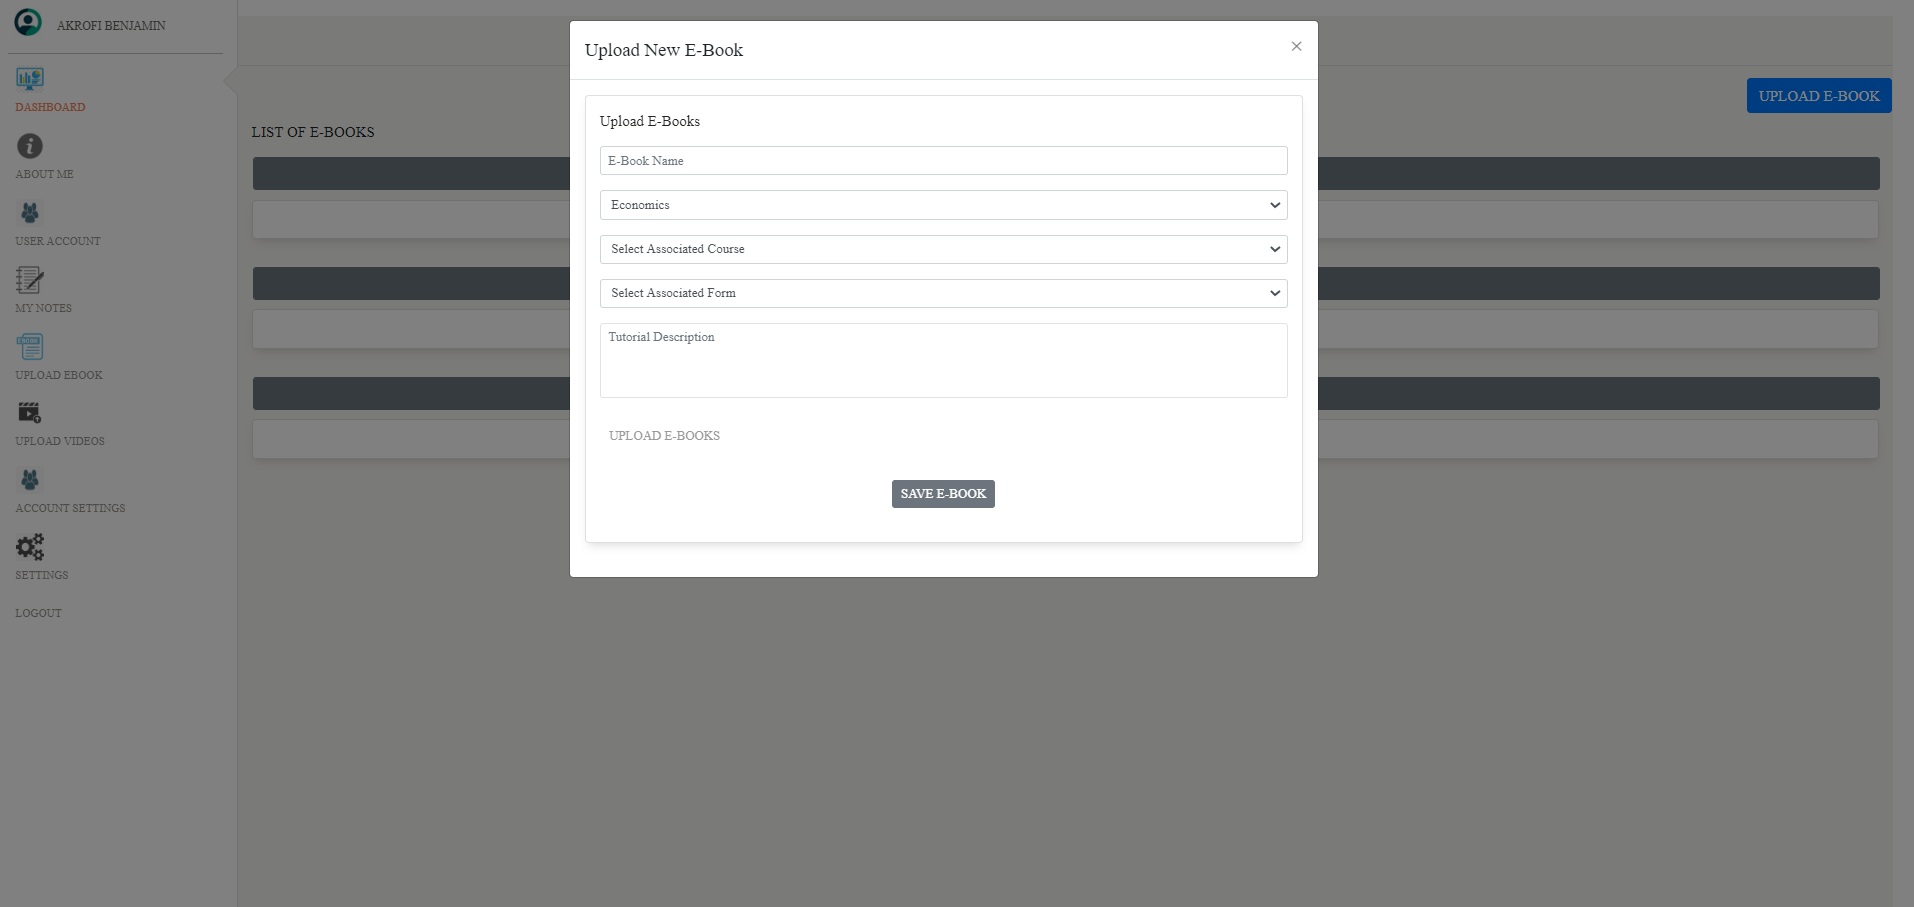 AKROFI BENJAMIN
DASHBOARD
ABOUT ME
USER ACCOUNT
MY NOTES
EBOOK
UPLOAD EBOOK
UPLOAD VIDEOS
ACCOUNT SETTINGS
SETTINGS
LOGOUT
UPLOAD E-BOOK
LIST OF E-BOOKS
Upload New E-Book
×
Upload E-Books
E-Book Name
Economics
Select Associated Course
Select Associated Form
Tutorial Description
UPLOAD E-BOOKS
SAVE E-BOOK